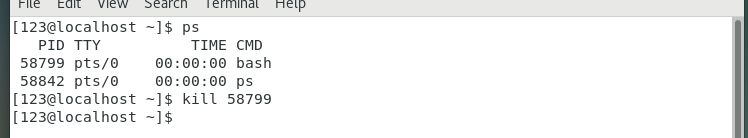 File Edit View Search Terminal Help
[123@localhost ~]$ ps
   PID TTY          TIME CMD
 58799 pts/0    00:00:00 bash
 58842 pts/0    00:00:00 ps
[123@localhost ~]$ kill 58799
[123@localhost ~]$